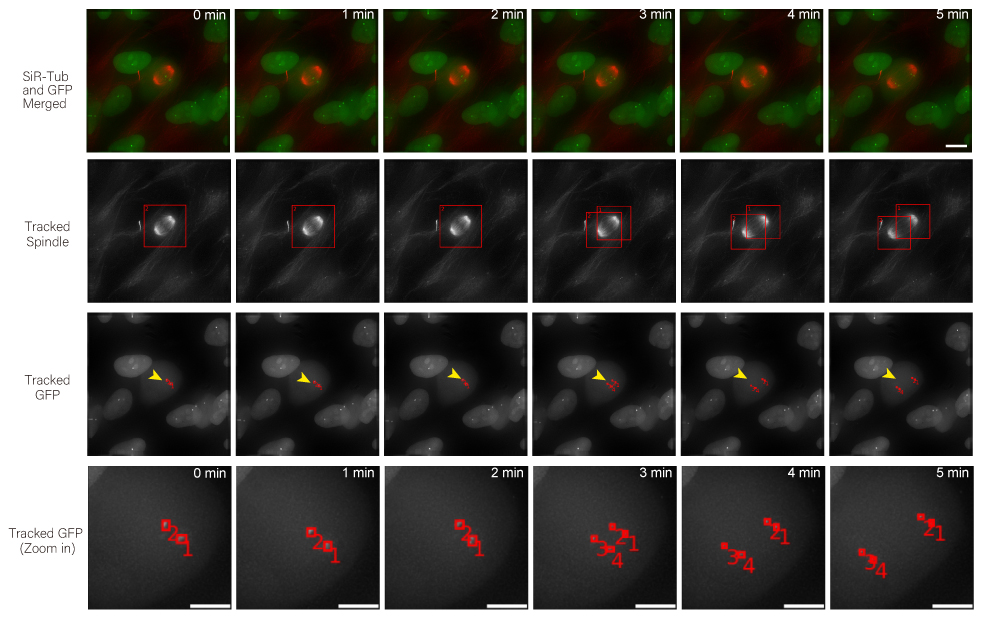 0 min 1 min 2 min 3 min 4 min 5 min
SiR-Tub
and GFP
Merged
Tracked
Spindle
Tracked
GFP
0 min 1 min 2 min 3 min 4 min 5 min
Tracked GFP
(Zoom in)
2 1 2 1 2 1 2 1 3 4 2 1 3 4 2 1 3 4